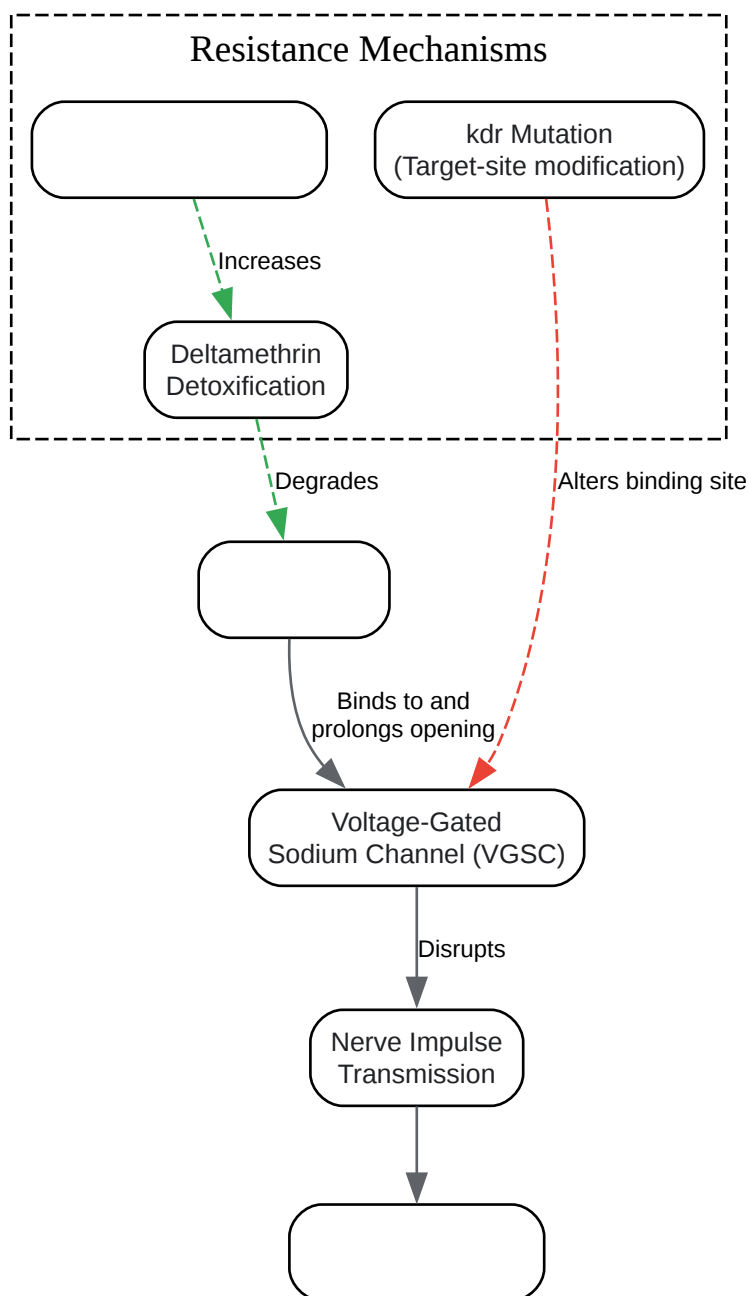 Resistance Mechanisms
kdr Mutation
(Target-site modification)
Increases
Deltamethrin
Detoxification
Degrades
Alters binding site
Binds to and
prolongs opening
Voltage-Gated
Sodium Channel (VGSC)
Disrupts
Nerve Impulse
Transmission